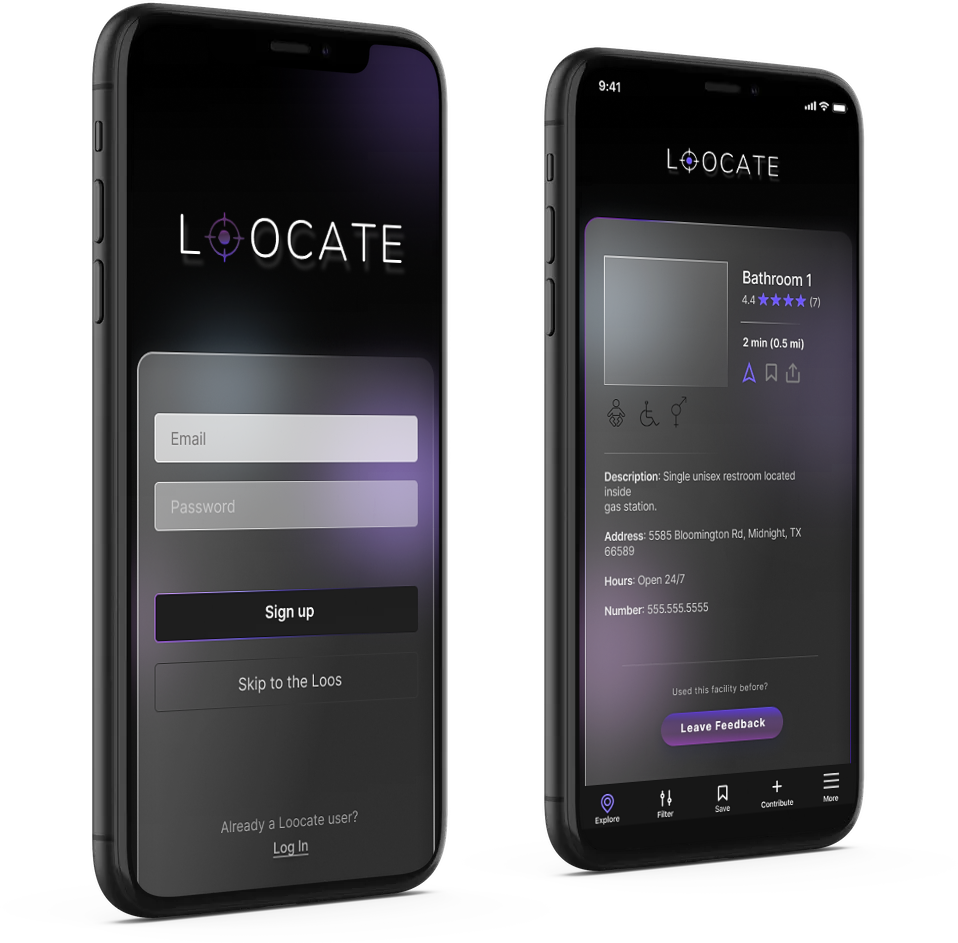 LOOCATE
Email
Password
Sign up
Skip to the Loos
Already a Loocate user?
Log In
9:41
LOOCATE
Bathroom 1
4.4 ★★★★ (7)
2 min (0.5 mi)
Description: Single unisex restroom located
inside
gas station.
Address: 5585 Bloomington Rd, Midnight, TX
66589
Hours: Open 24/7
Number: 555.555.5555
Used this facility before?
Leave Feedback
Explore
Filter
Save
Contribute
More